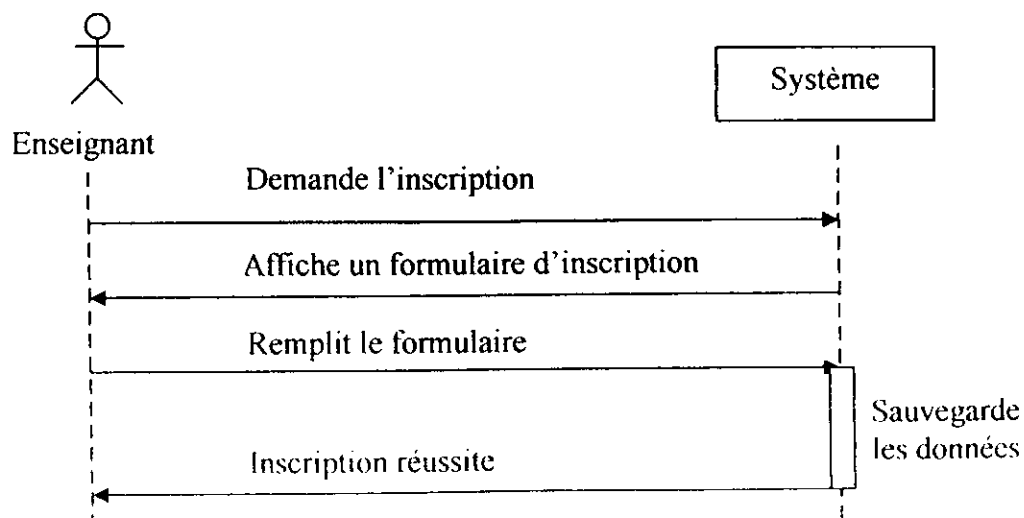 Système
Enseignant
Demande l'inscription
Affiche un formulaire d'inscription
Remplit le formulaire
Sauvegarde
les données
Inscription réussite